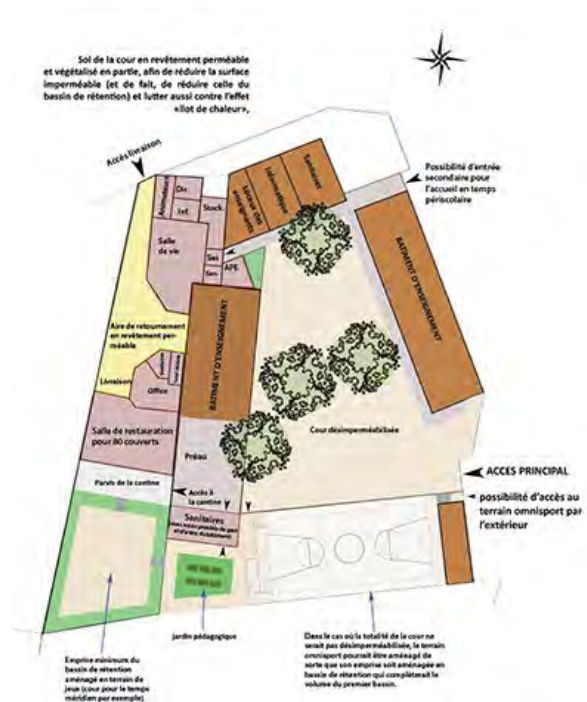 Sol de la cour en revêtement perméable
et végétalisé en partie, afin de réduire la surface
imperméable (et de fait, de réduire celle du
bassin de rétention) et lutter aussi contre l'effet
«ilot de chaleur»,
Accès livraison
Possibilité d'entrée
secondaire pour
l'accueil en temps
périscolaire
Animateurs
Dir.
Inf.
Stock.
Locaux des
enseignants
Informatique
Sanitaires
Salle
de vie
Sas
San.
APE
BATIMENT D'ENSEIGNEMENT
BATIMENT D'ENSEIGNEMENT
Aire de retournement
en revêtement per-
méable
Livraison
Office
Salle de restauration
pour 80 couverts
Cour désimperméabilisée
Préau
Parvis de la cantine
Accès à
la cantine
Sanitaires
ACCES PRINCIPAL
possibilité d'accès au
terrain omnisport par
l'extérieur
jardin pédagogique
Emprise minimum du
bassin de rétention
aménagé en terrain de
jeux (cour pour le temps
méridien par exemple)
Dans le cas où la totalité de la cour ne
serait pas désimperméabilisée, le terrain
omnisport pourrait être aménagé de
sorte que son emprise soit aménagée en
bassin de rétention qui complèterait le
volume du premier bassin.